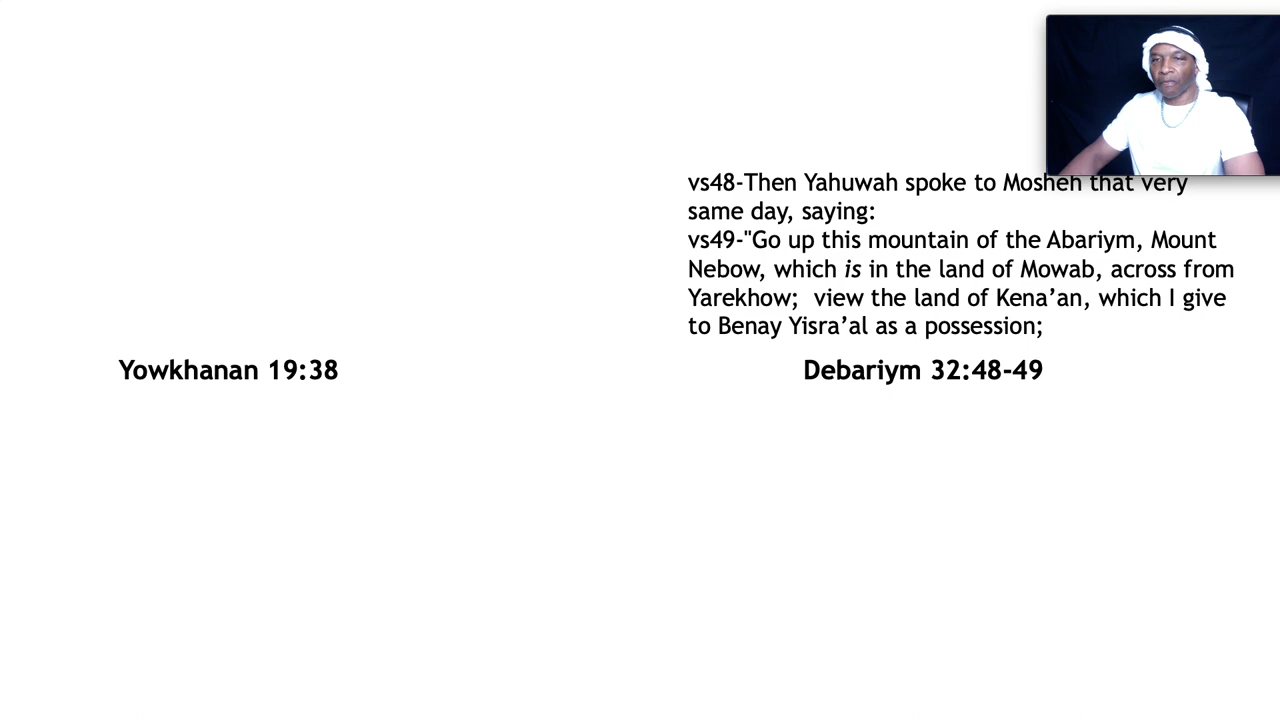 vs48-Then Yahuwah spoke to Mosheh that very
same day, saying:
vs49-"Go up this mountain of the Abariym, Mount
Nebow, which is in the land of Mowab, across from
Yarekhow;  view the land of Kena’an, which I give
to Benay Yisra’al as a possession;
Yowkhanan 19:38
Debariym 32:48-49